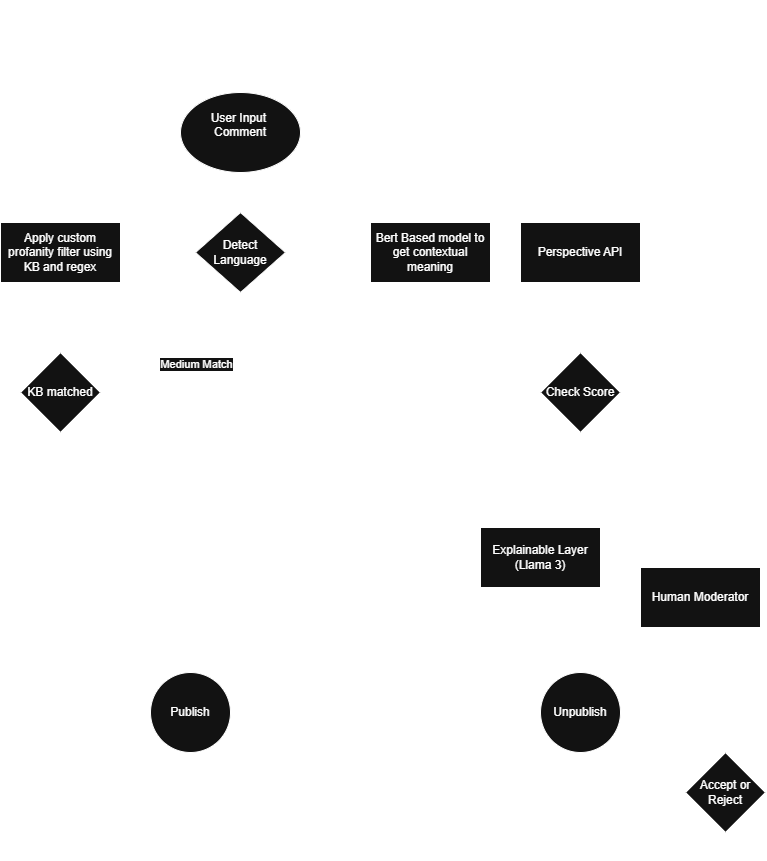 User Input
Comment
Apply custom
profanity filter using
KB and regex
Detect
Language
Bert Based model to
get contextual
meaning
Perspective API
Medium Match
KB matched
Check Score
Explainable Layer
(Llama 3)
Human Moderator
Publish
Unpublish
Accept or
Reject